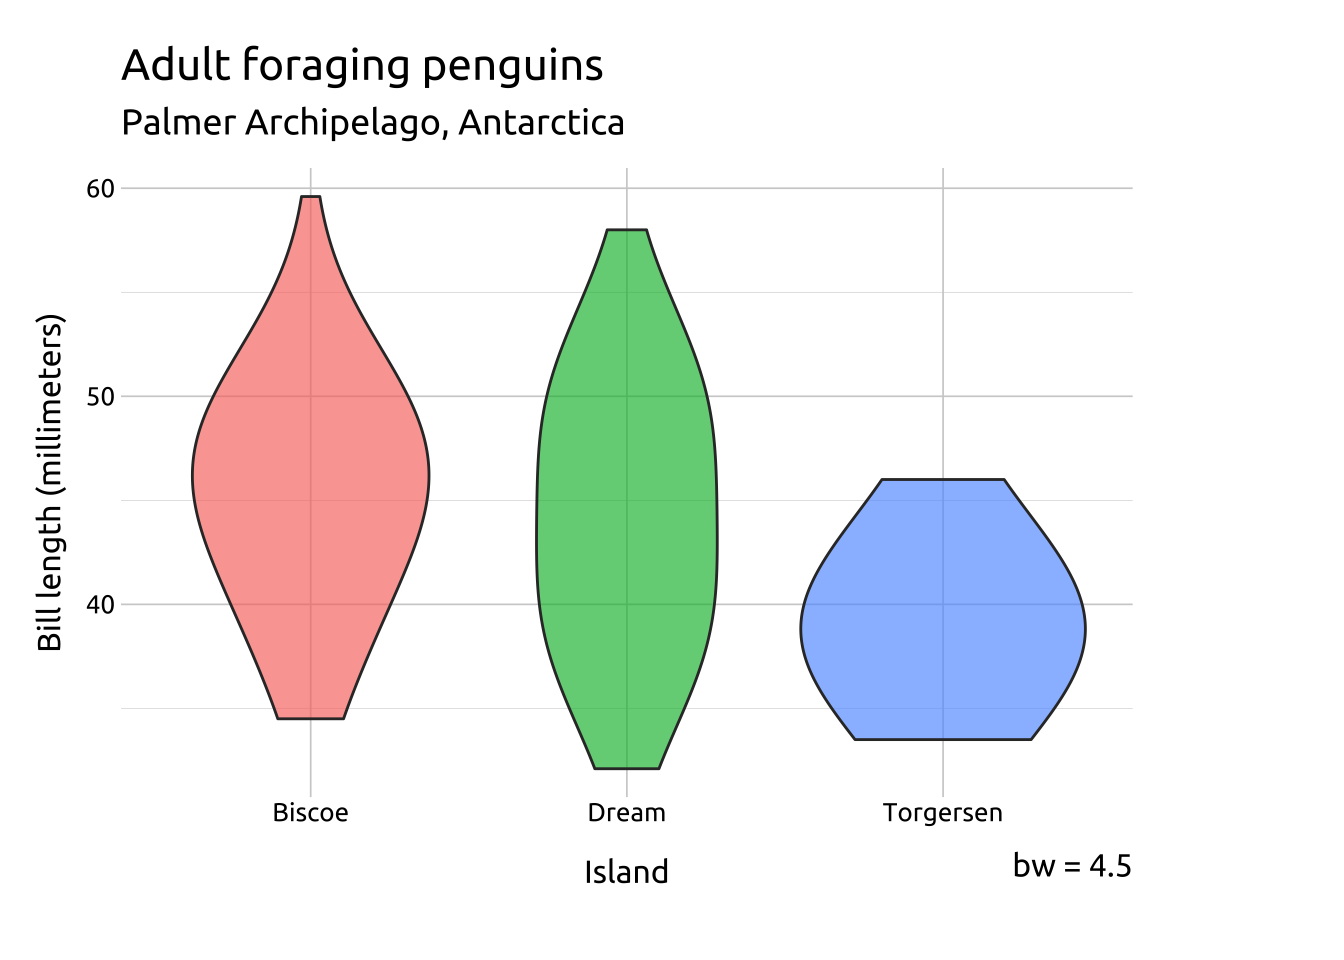 Adult foraging penguins
Palmer Archipelago, Antarctica
Bill length (millimeters)
60
50
40
Biscoe Dream Torgersen
Island
bw = 4.5